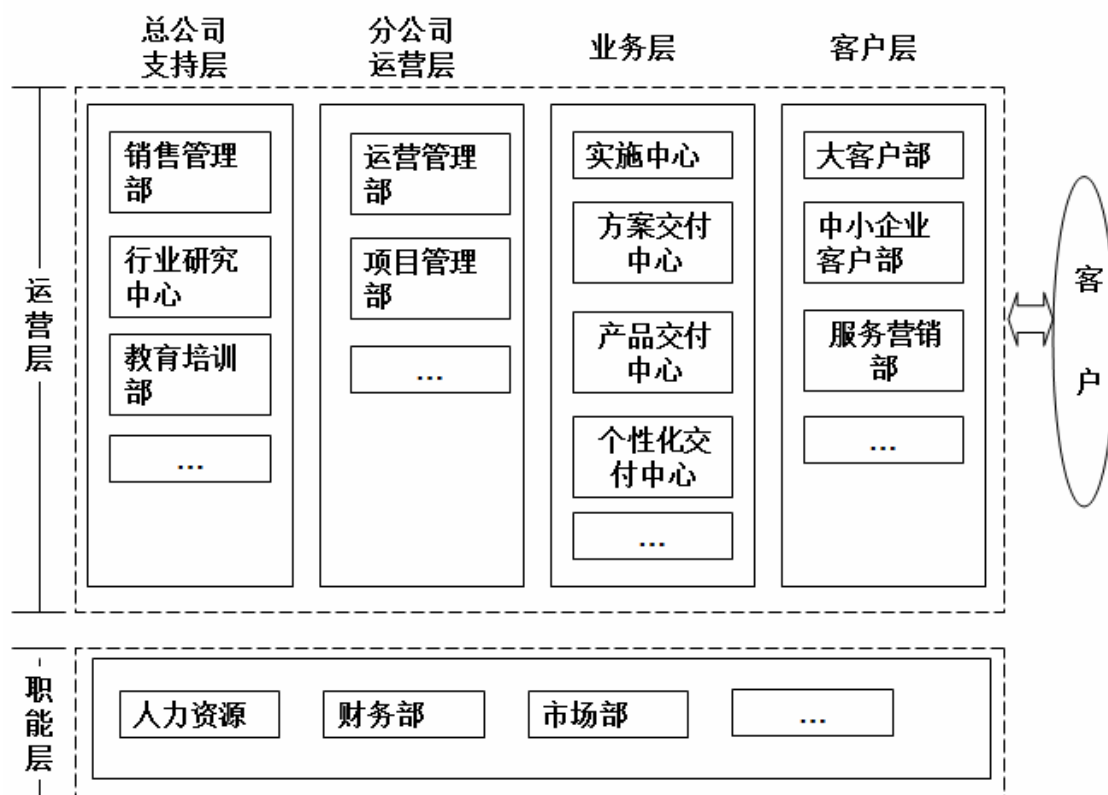 总公司
支持层
分公司
运营层
业务层
客户层
运营层
销售管理
部
行业研究
中心
教育培训
部
...
运营管理
部
项目管理
部
...
实施中心
方案交付
中心
产品交付
中心
个性化交
付中心
...
大客户部
中小企业
客户部
服务营销
部
...
客户
职能层
人力资源
财务部
市场部
...